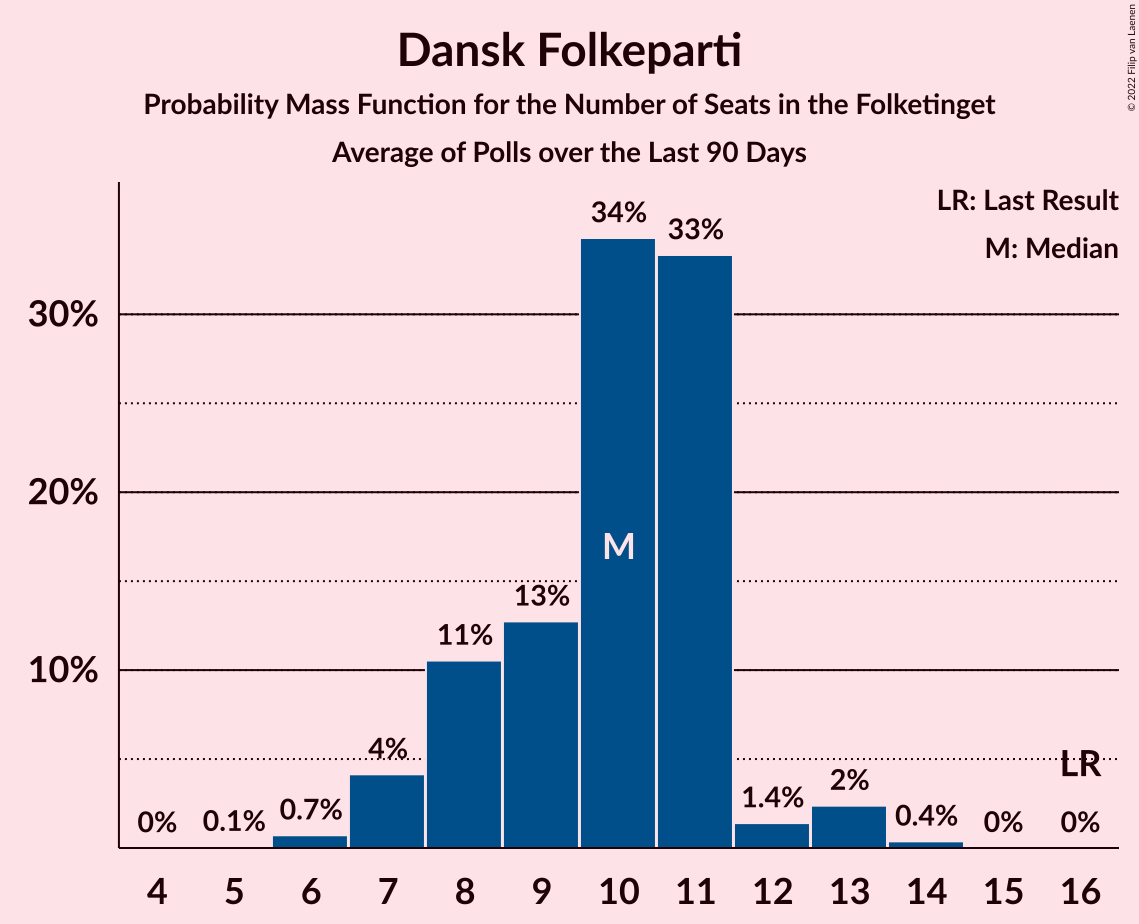 Dansk Folkeparti
Probability Mass Function for the Number of Seats in the Folketinget
Average of Polls over the Last 90 Days
© 2022 Filip van Laenen
LR: Last Result
M: Median
34%
33%
30%
20%
M
13%
11%
10%
4%
LR
2%
1.4%
0.7%
0.4%
0.1%
0%
0%
0%
4 5 6 7 8 9 10 11 12 13 14 15 16